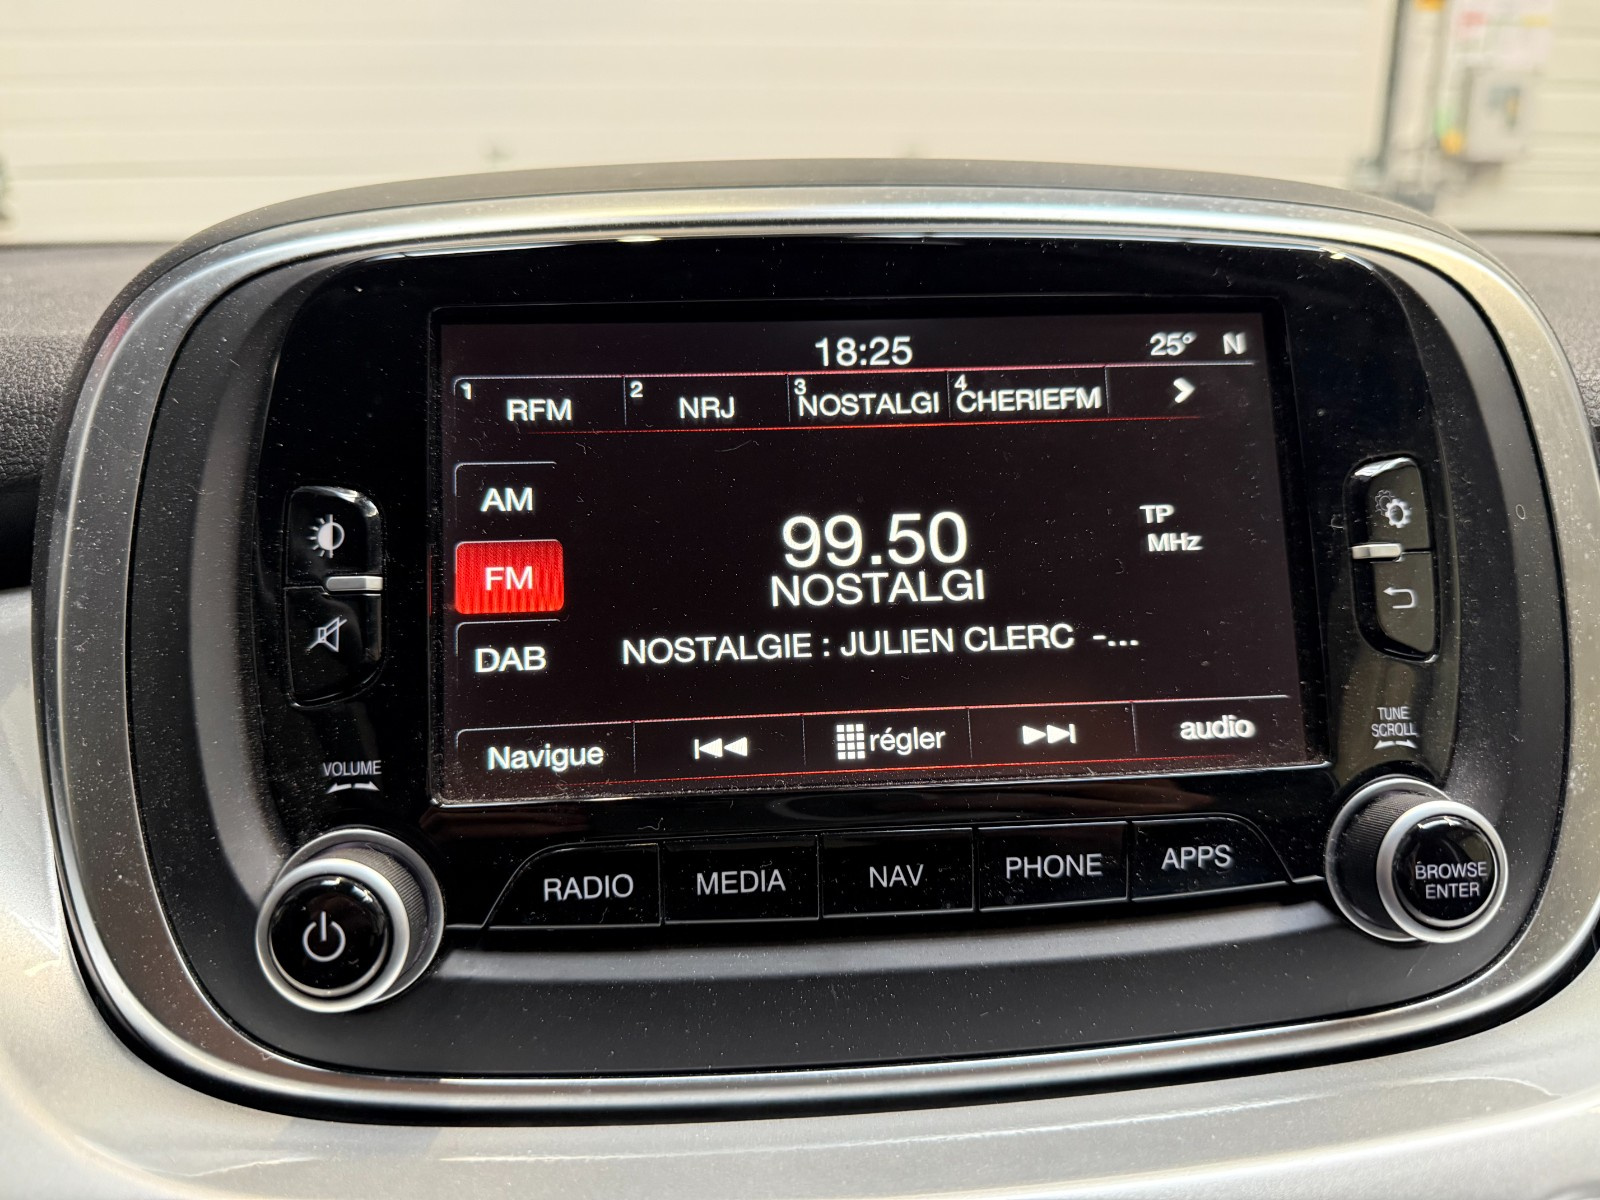 18:25 25° N
1 RFM 2 NRJ 3 NOSTALGI 4 CHERIEFM
AM
99.50 TP
MHz
FM
NOSTALGI
DAB
NOSTALGIE : JULIEN CLERC -...
Navigue régler audio
VOLUME
TUNE
SCROLL
RADIO MEDIA NAV PHONE APPS
BROWSE
ENTER